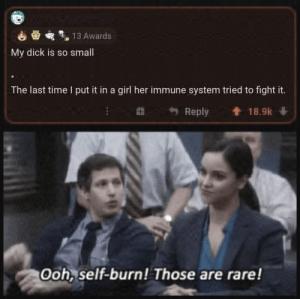 13 Awards
My dick is so small
.
The last time I put it in a girl her immune system tried to fight it.
Reply 18.9k
Ooh, self-burn! Those are rare!